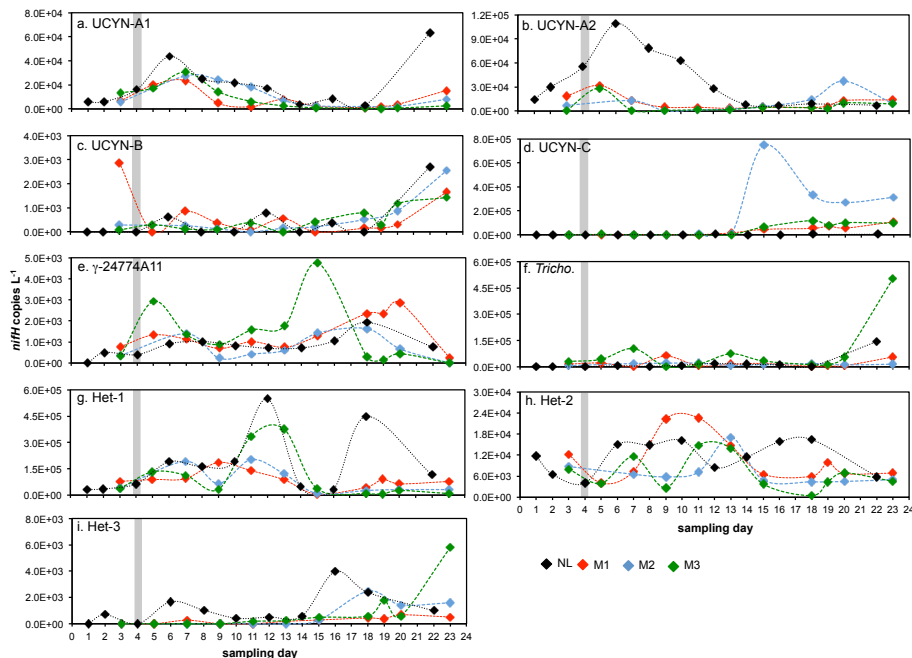 a. UCYN-A1
8.0E+04
6.0E+04
4.0E+04
2.0E+04
0.0E+00
b. UCYN-A2
1.2E+05
9.0E+04
6.0E+04
3.0E+04
0.0E+00
c. UCYN-B
4.0E+03
3.0E+03
2.0E+03
1.0E+03
0.0E+00
d. UCYN-C
8.0E+05
6.0E+05
4.0E+05
2.0E+05
0.0E+00
nifH copies L-1
e. γ-24774A11
5.0E+03
4.0E+03
3.0E+03
2.0E+03
1.0E+03
0.0E+00
f. Tricho.
6.0E+05
4.5E+05
3.0E+05
1.5E+05
0.0E+00
g. Het-1
6.0E+05
4.5E+05
3.0E+05
1.5E+05
0.0E+00
h. Het-2
3.0E+04
2.4E+04
1.8E+04
1.2E+04
6.0E+03
0.0E+00
0 1 2 3 4 5 6 7 8 9 10 11 12 13 14 15 16 17 18 19 20 21 22 23 24
sampling day
i. Het-3
8.0E+03
6.0E+03
4.0E+03
2.0E+03
0.0E+00
0 1 2 3 4 5 6 7 8 9 10 11 12 13 14 15 16 17 18 19 20 21 22 23 24
sampling day
NL M1 M2 M3